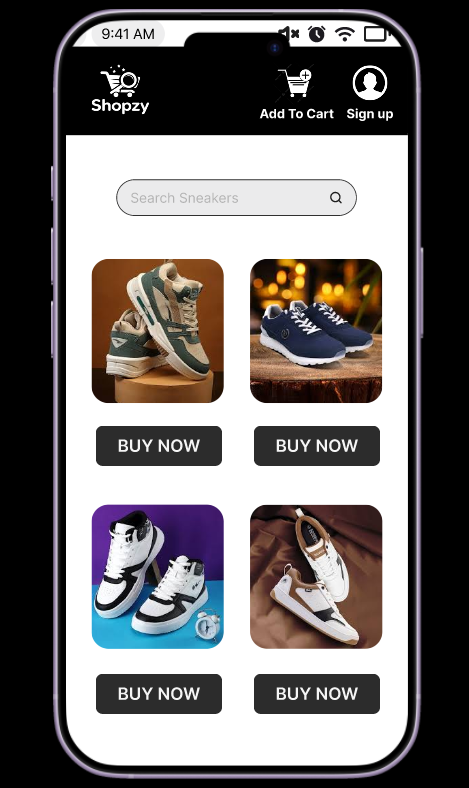 9:41 AM
Shopzy
Add To Cart
Sign up
Search Sneakers
BUY NOW
BUY NOW
BUY NOW
BUY NOW